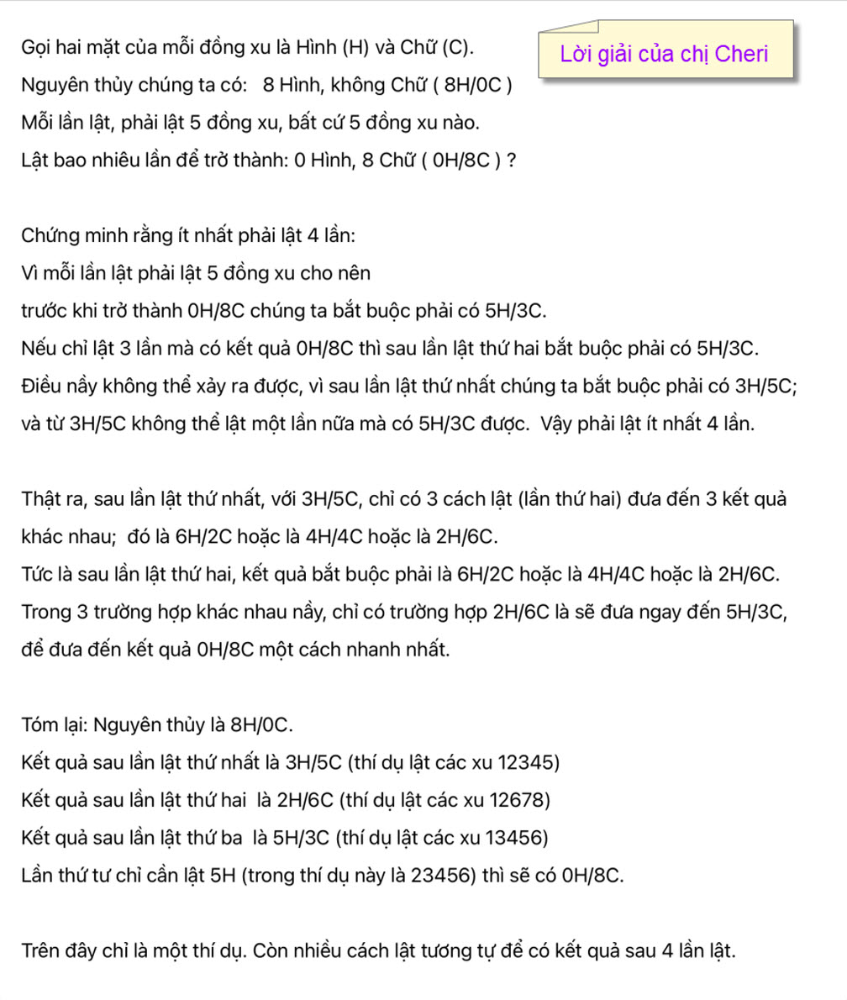 Lời giải của chị Cheri
Gọi hai mặt của mỗi đồng xu là Hình (H) và Chữ (C).
Nguyên thủy chúng ta có: 8 Hình, không Chữ ( 8H/0C )
Mỗi lần lật, phải lật 5 đồng xu, bất cứ 5 đồng xu nào.
Lật bao nhiêu lần để trở thành: 0 Hình, 8 Chữ ( 0H/8C ) ?
Chứng minh rằng ít nhất phải lật 4 lần:
Vì mỗi lần lật phải lật 5 đồng xu cho nên
trước khi trở thành 0H/8C chúng ta bắt buộc phải có 5H/3C.
Nếu chỉ lật 3 lần mà có kết quả 0H/8C thì sau lần lật thứ hai bắt buộc phải có 5H/3C.
Điều nầy không thể xảy ra được, vì sau lần lật thứ nhất chúng ta bắt buộc phải có 3H/5C;
và từ 3H/5C không thể lật một lần nữa mà có 5H/3C được. Vậy phải lật ít nhất 4 lần.
Thật ra, sau lần lật thứ nhất, với 3H/5C, chỉ có 3 cách lật (lần thứ hai) đưa đến 3 kết quả
khác nhau; đó là 6H/2C hoặc là 4H/4C hoặc là 2H/6C.
Tức là sau lần lật thứ hai, kết quả bắt buộc phải là 6H/2C hoặc là 4H/4C hoặc là 2H/6C.
Trong 3 trường hợp khác nhau nầy, chỉ có trường hợp 2H/6C là sẽ đưa ngay đến 5H/3C,
để đưa đến kết quả 0H/8C một cách nhanh nhất.
Tóm lại: Nguyên thủy là 8H/0C.
Kết quả sau lần lật thứ nhất là 3H/5C (thí dụ lật các xu 12345)
Kết quả sau lần lật thứ hai là 2H/6C (thí dụ lật các xu 12678)
Kết quả sau lần lật thứ ba là 5H/3C (thí dụ lật các xu 13456)
Lần thứ tư chỉ cần lật 5H (trong thí dụ này là 23456) thì sẽ có 0H/8C.
Trên đây chỉ là một thí dụ. Còn nhiều cách lật tương tự để có kết quả sau 4 lần lật.